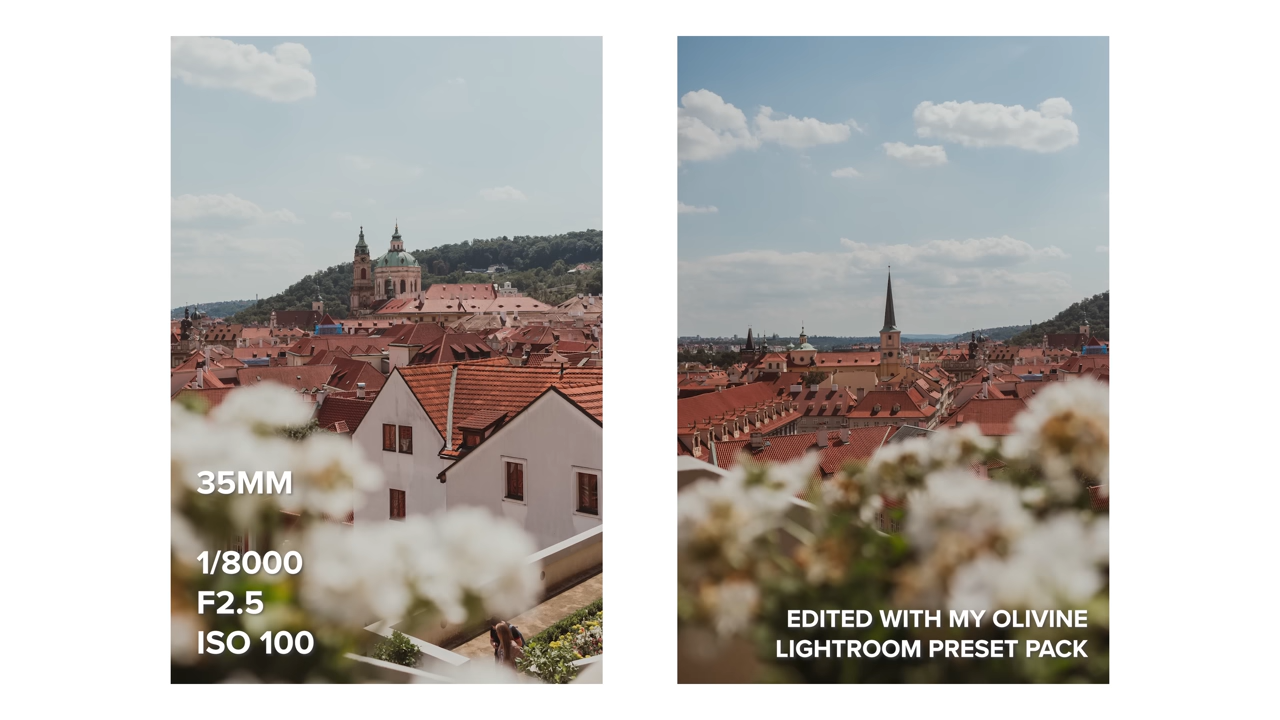 35MM
1/8000
F2.5
ISO 100
EDITED WITH MY OLIVINE
LIGHTROOM PRESET PACK